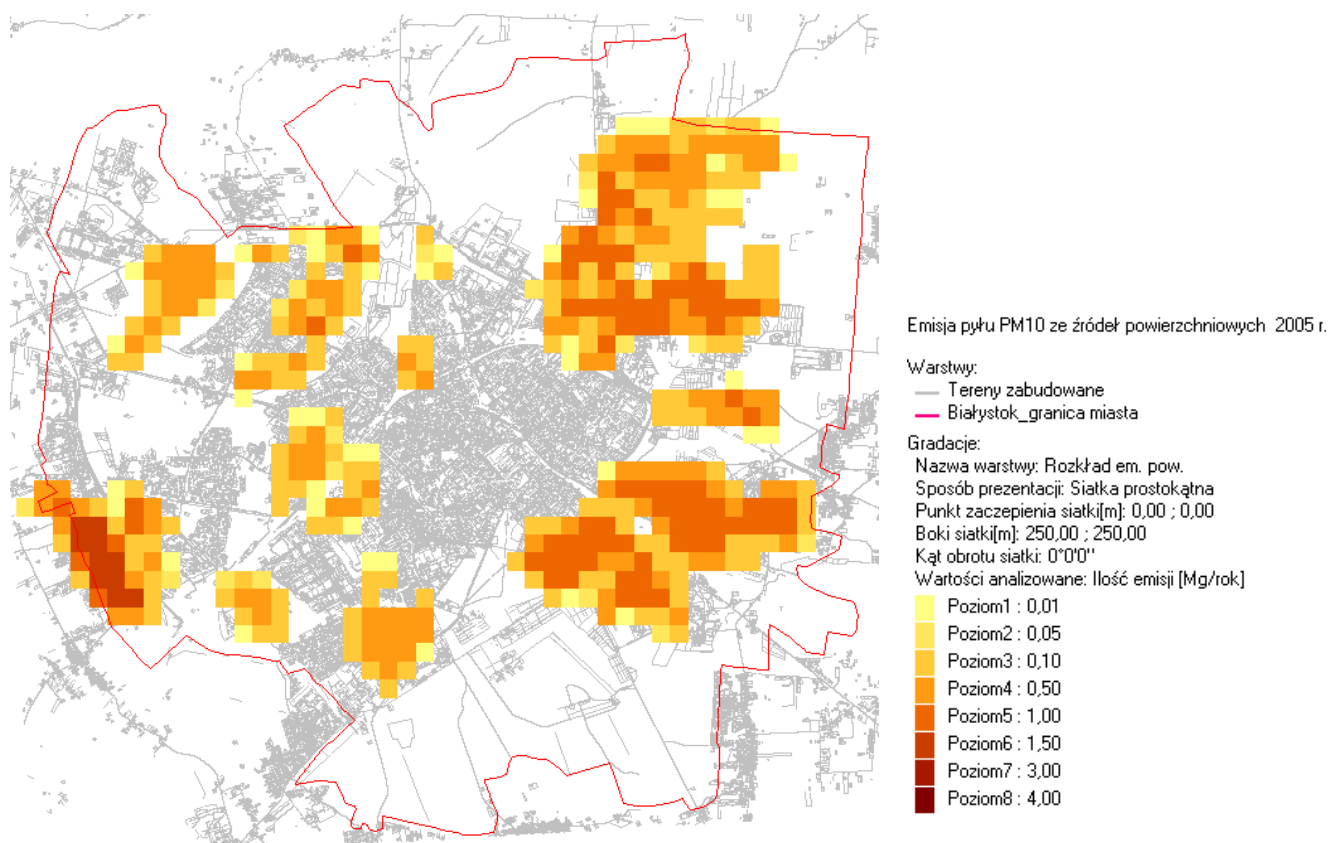 Emisja pyłu PM10 ze źródeł powierzchniowych 2005 r.
Warstwy:
Tereny zabudowane
Białystok_granica miasta
Gradacje:
Nazwa warstwy: Rozkład em. pow.
Sposób prezentacji: Siatka prostokątna
Punkt zaczepienia siatki[m]: 0,00 ; 0,00
Boki siatki[m]: 250,00 ; 250,00
Kąt obrotu siatki: 0°0'0''
Wartości analizowane: Ilość emisji [Mg/rok]
Poziom1 : 0,01
Poziom2 : 0,05
Poziom3 : 0,10
Poziom4 : 0,50
Poziom5 : 1,00
Poziom6 : 1,50
Poziom7 : 3,00
Poziom8 : 4,00